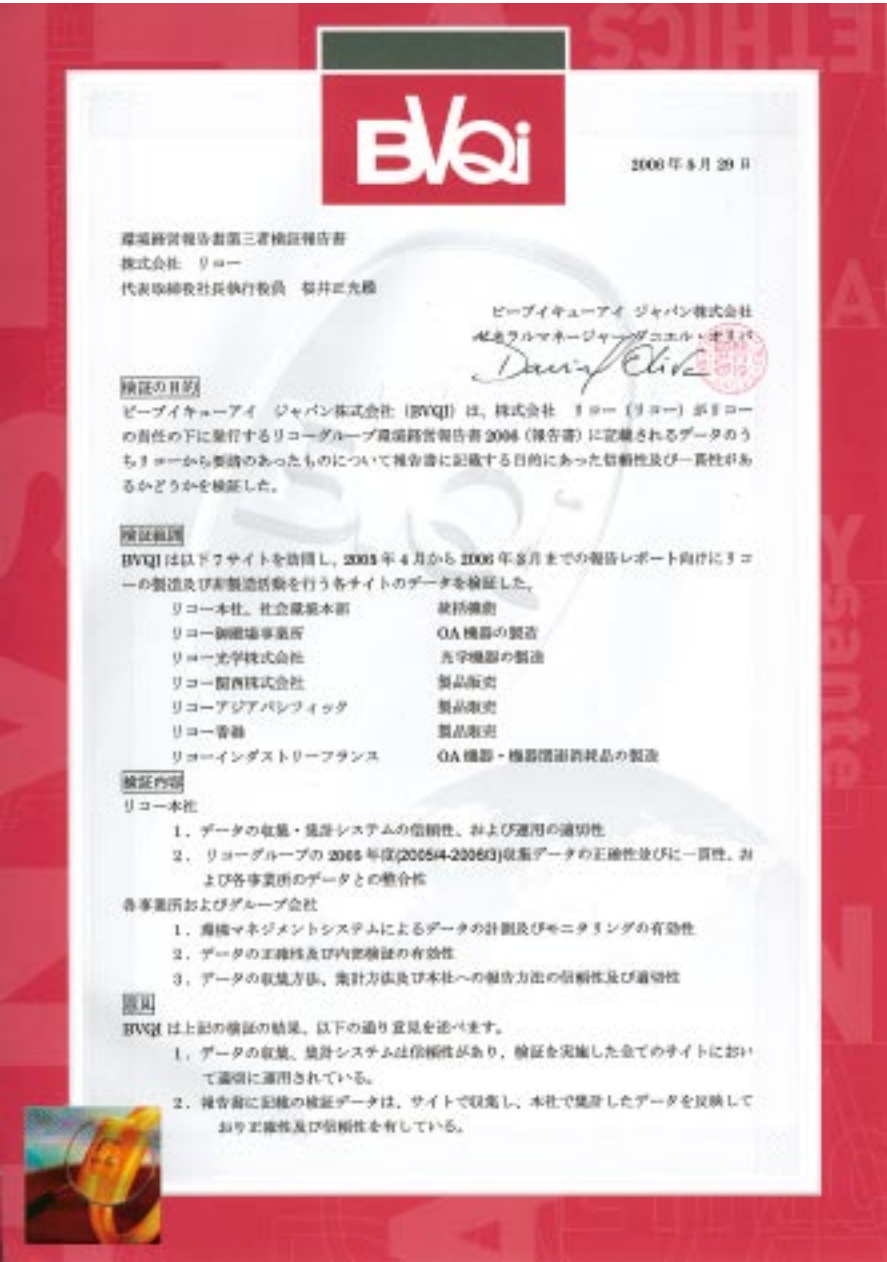 BVQi
2006年5月29日
環境経営報告書第三者検証報告書
株式会社 リコー
代表取締役社長執行役員 桜井正光殿
ビーブイキューアイ ジャパン株式会社
検証の目的
ビーブイキューアイ ジャパン株式会社(BVQI)は、株式会社 リコー(リコー)がリコー
の責任の下に発行するリコーグループ環境経営報告書2006(報告書)に記載されるデータのう
ちリコーから要請のあったものについて報告書に記載する目的にあった信頼性及び一貫性があ
るかどうかを検証した。
検証範囲
BVQIは以下7サイトを訪問し、2005年4月から2006年3月までの報告レポート向けにリコ
ーの製造及び非製造活動を行う各サイトのデータを検証した。
リコー本社、社会環境本部 統括機能
リコー御殿場事業所 OA機器の製造
リコー光学株式会社 光学機器の製造
リコー関西株式会社 製品販売
リコーアジアパシフィック 製品販売
リコー香港 製品販売
リコーインダストリーフランス OA機器・機器関連消耗品の製造
検証内容
リコー本社
1．データの収集・集計システムの信頼性、および運用の適切性
2．リコーグループの2005年度(2005/4-2006/3)収集データの正確性並びに一貫性、お
よび各事業所のデータとの整合性
各事業所およびグループ会社
1．環境マネジメントシステムによるデータの計測及びモニタリングの有効性
2．データの正確性及び内部検証の有効性
3．データの収集方法、集計方法及び本社への報告方法の信頼性及び適切性
意見
BVQIは上記の検証の結果、以下の通り意見を述べます。
1．データの収集、集計システムは信頼性があり、検証を実施した全てのサイトにおい
て適切に運用されている。
2．報告書に記載の検証データは、サイトで収集し、本社で集計したデータを反映して
おり正確性及び信頼性を有している。
ETHICS